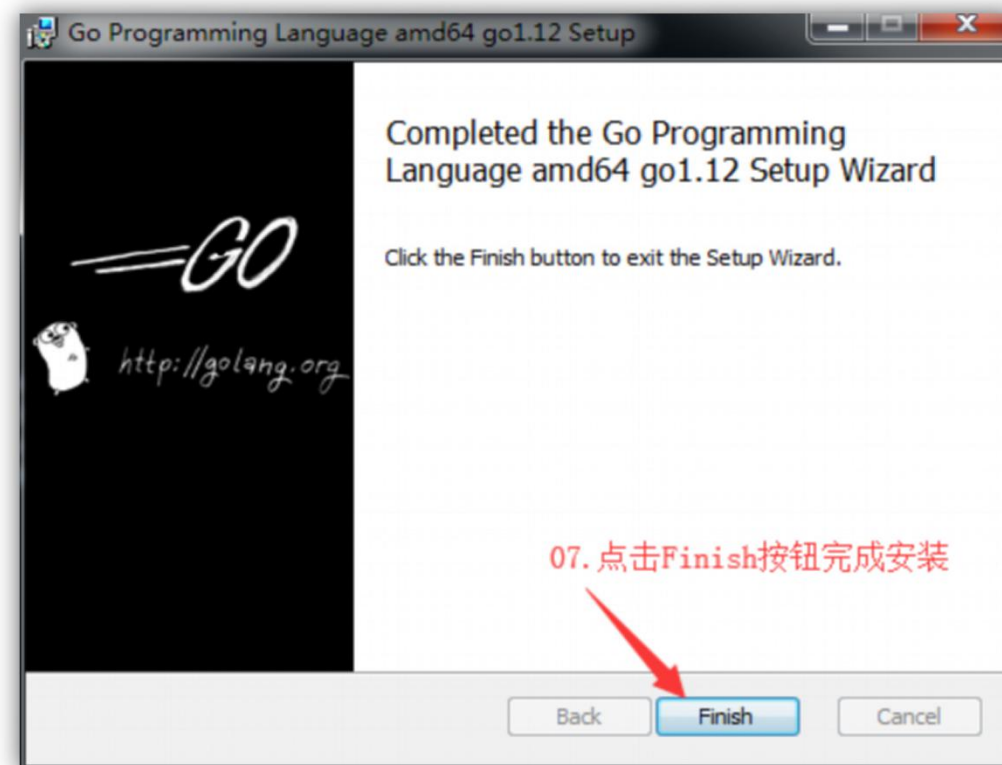 Go Programming Language amd64 go1.12 Setup
Completed the Go Programming
Language amd64 go1.12 Setup Wizard
Click the Finish button to exit the Setup Wizard.
GO
http://golang.org
07.点击Finish按钮完成安装
Back
Finish
Cancel